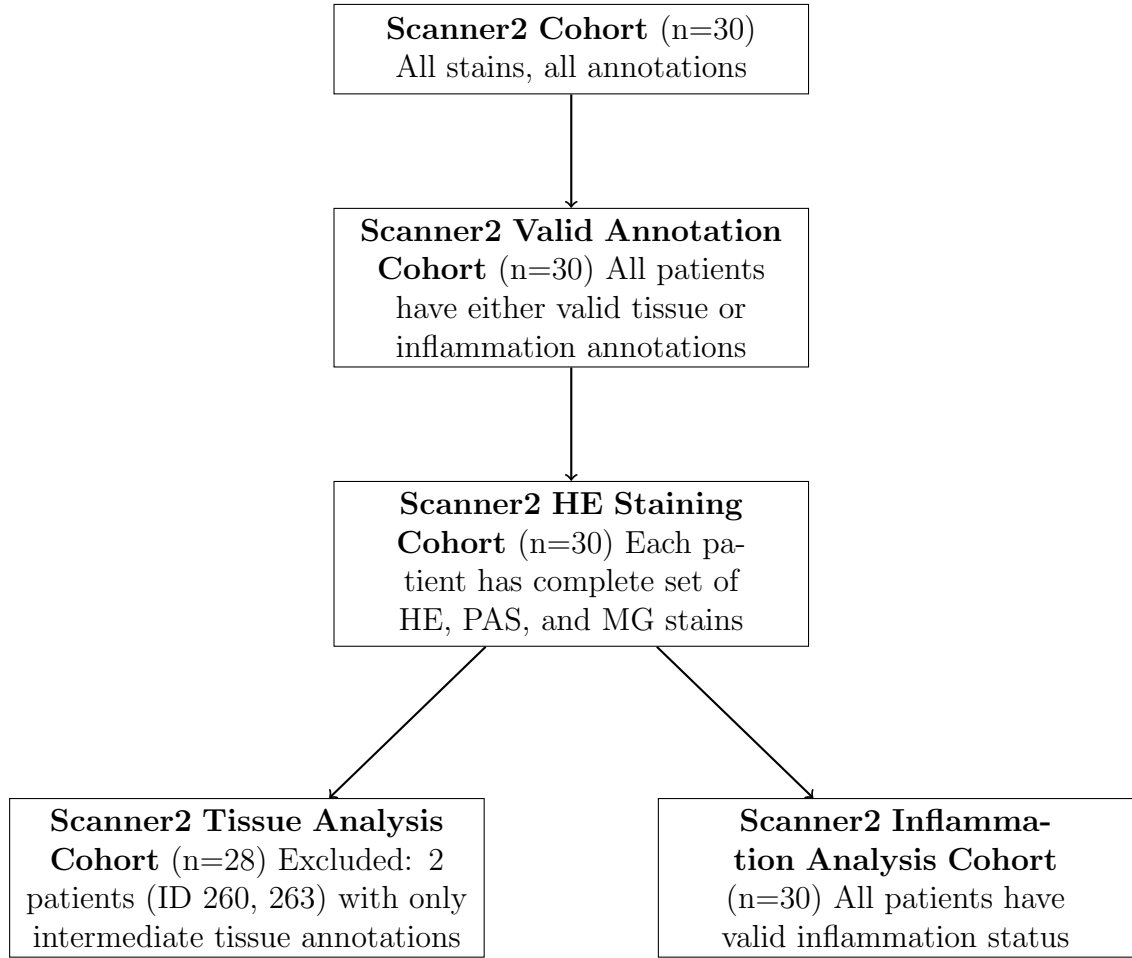 Scanner2 Cohort (n=30)
All stains, all annotations
Scanner2 Valid Annotation
Cohort (n=30) All patients
have either valid tissue or
inflammation annotations
Scanner2 HE Staining
Cohort (n=30) Each pa-
tient has complete set of
HE, PAS, and MG stains
Scanner2 Tissue Analysis
Cohort (n=28) Excluded: 2
patients (ID 260, 263) with only
intermediate tissue annotations
Scanner2 Inflamma-
tion Analysis Cohort
(n=30) All patients have
valid inflammation status